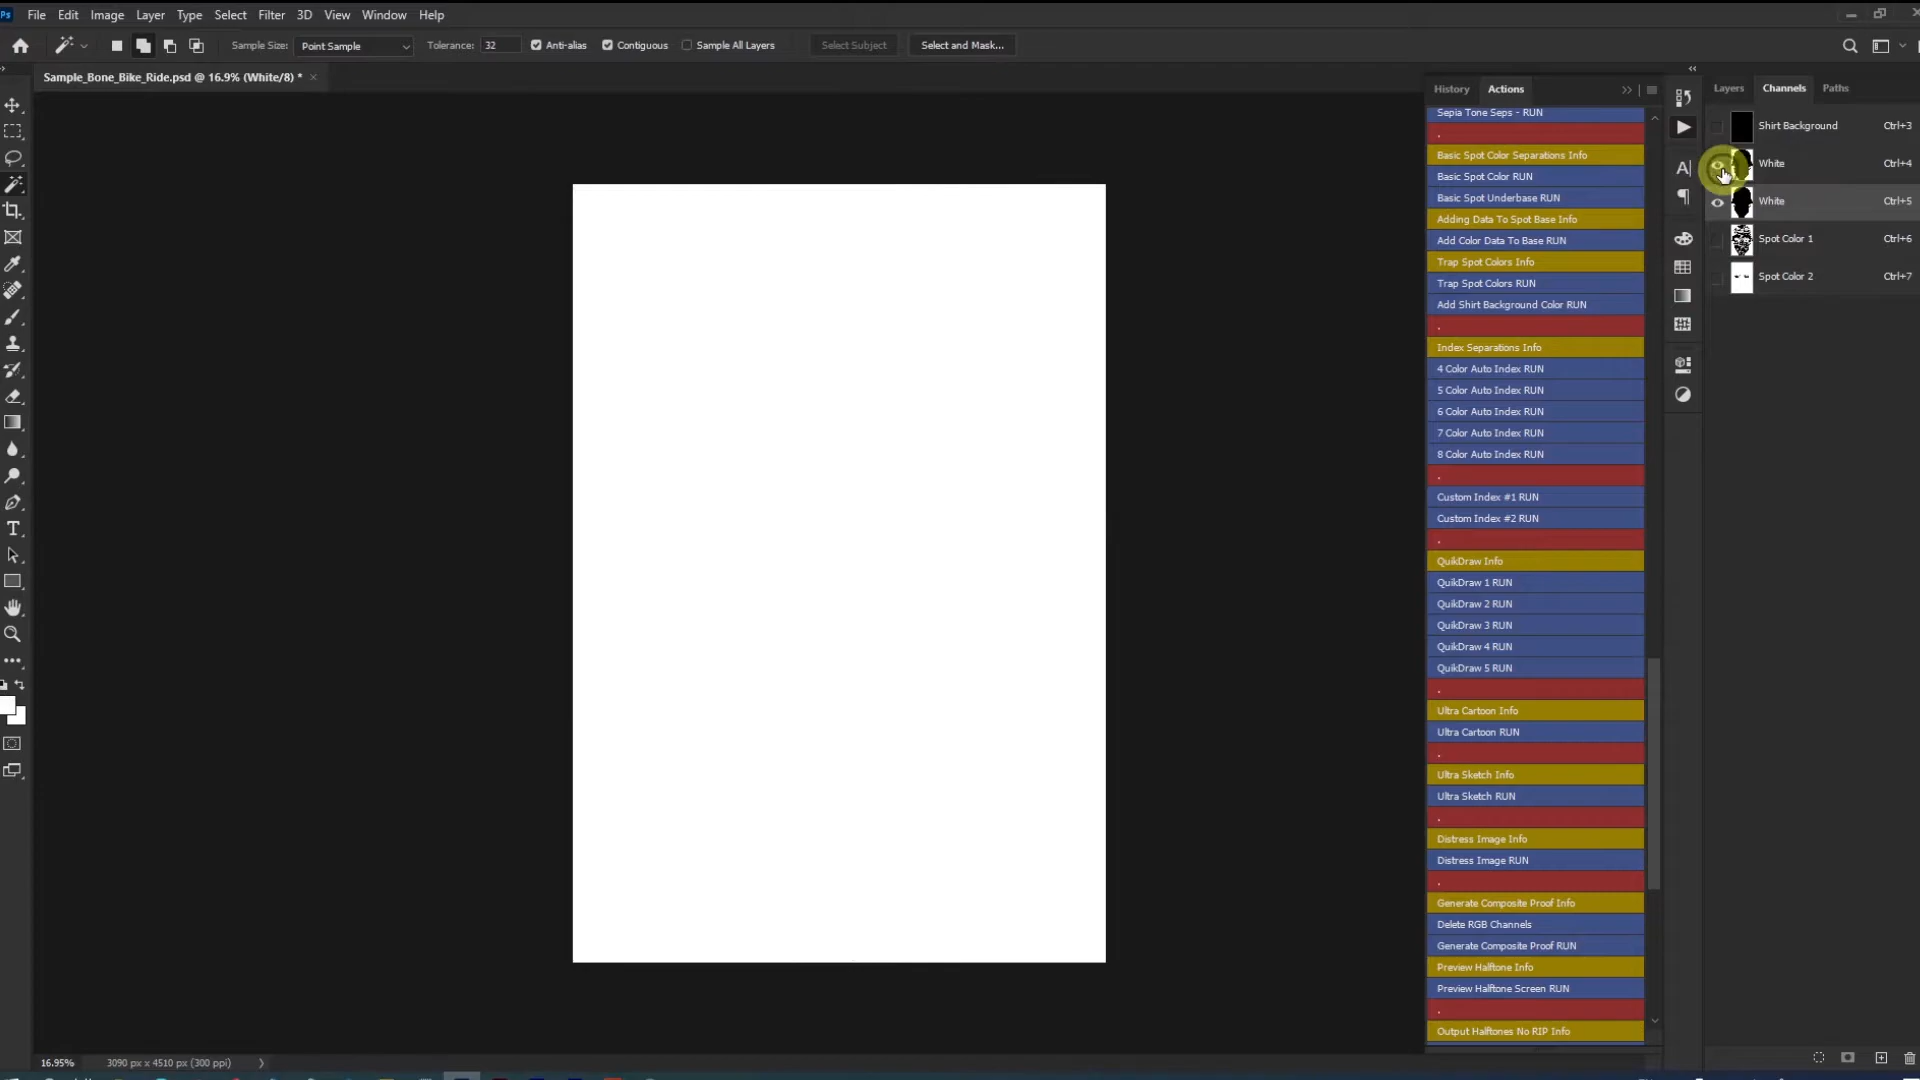 Ps File Edit Image Layer Type Select Filter 3D View Window Help
Sample Size: Point Sample Tolerance: 32 Anti-alias Contiguous Sample All Layers Select Subject Select and Mask...
Sample_Bone_Bike_Ride.psd @ 16.9% (White/8) * ×
History Actions
Layers Channels Paths
Sepia Tone Seps - RUN
.
Basic Spot Color Separations Info
Basic Spot Color RUN
Basic Spot Underbase RUN
Adding Data To Spot Base Info
Add Color Data To Base RUN
Trap Spot Colors Info
Trap Spot Colors RUN
Add Shirt Background Color RUN
.
Index Separations Info
4 Color Auto Index RUN
5 Color Auto Index RUN
6 Color Auto Index RUN
7 Color Auto Index RUN
8 Color Auto Index RUN
.
Custom Index #1 RUN
Custom Index #2 RUN
.
QuikDraw Info
QuikDraw 1 RUN
QuikDraw 2 RUN
QuikDraw 3 RUN
QuikDraw 4 RUN
QuikDraw 5 RUN
.
Ultra Cartoon Info
Ultra Cartoon RUN
.
Ultra Sketch Info
Ultra Sketch RUN
.
Distress Image Info
Distress Image RUN
.
Generate Composite Proof Info
Delete RGB Channels
Generate Composite Proof RUN
Preview Halftone Info
Preview Halftone Screen RUN
.
Output Halftones No RIP Info
Shirt Background Ctrl+3
White Ctrl+4
White Ctrl+5
Spot Color 1 Ctrl+6
Spot Color 2 Ctrl+7
16.95% 3090 px x 4510 px (300 ppi)